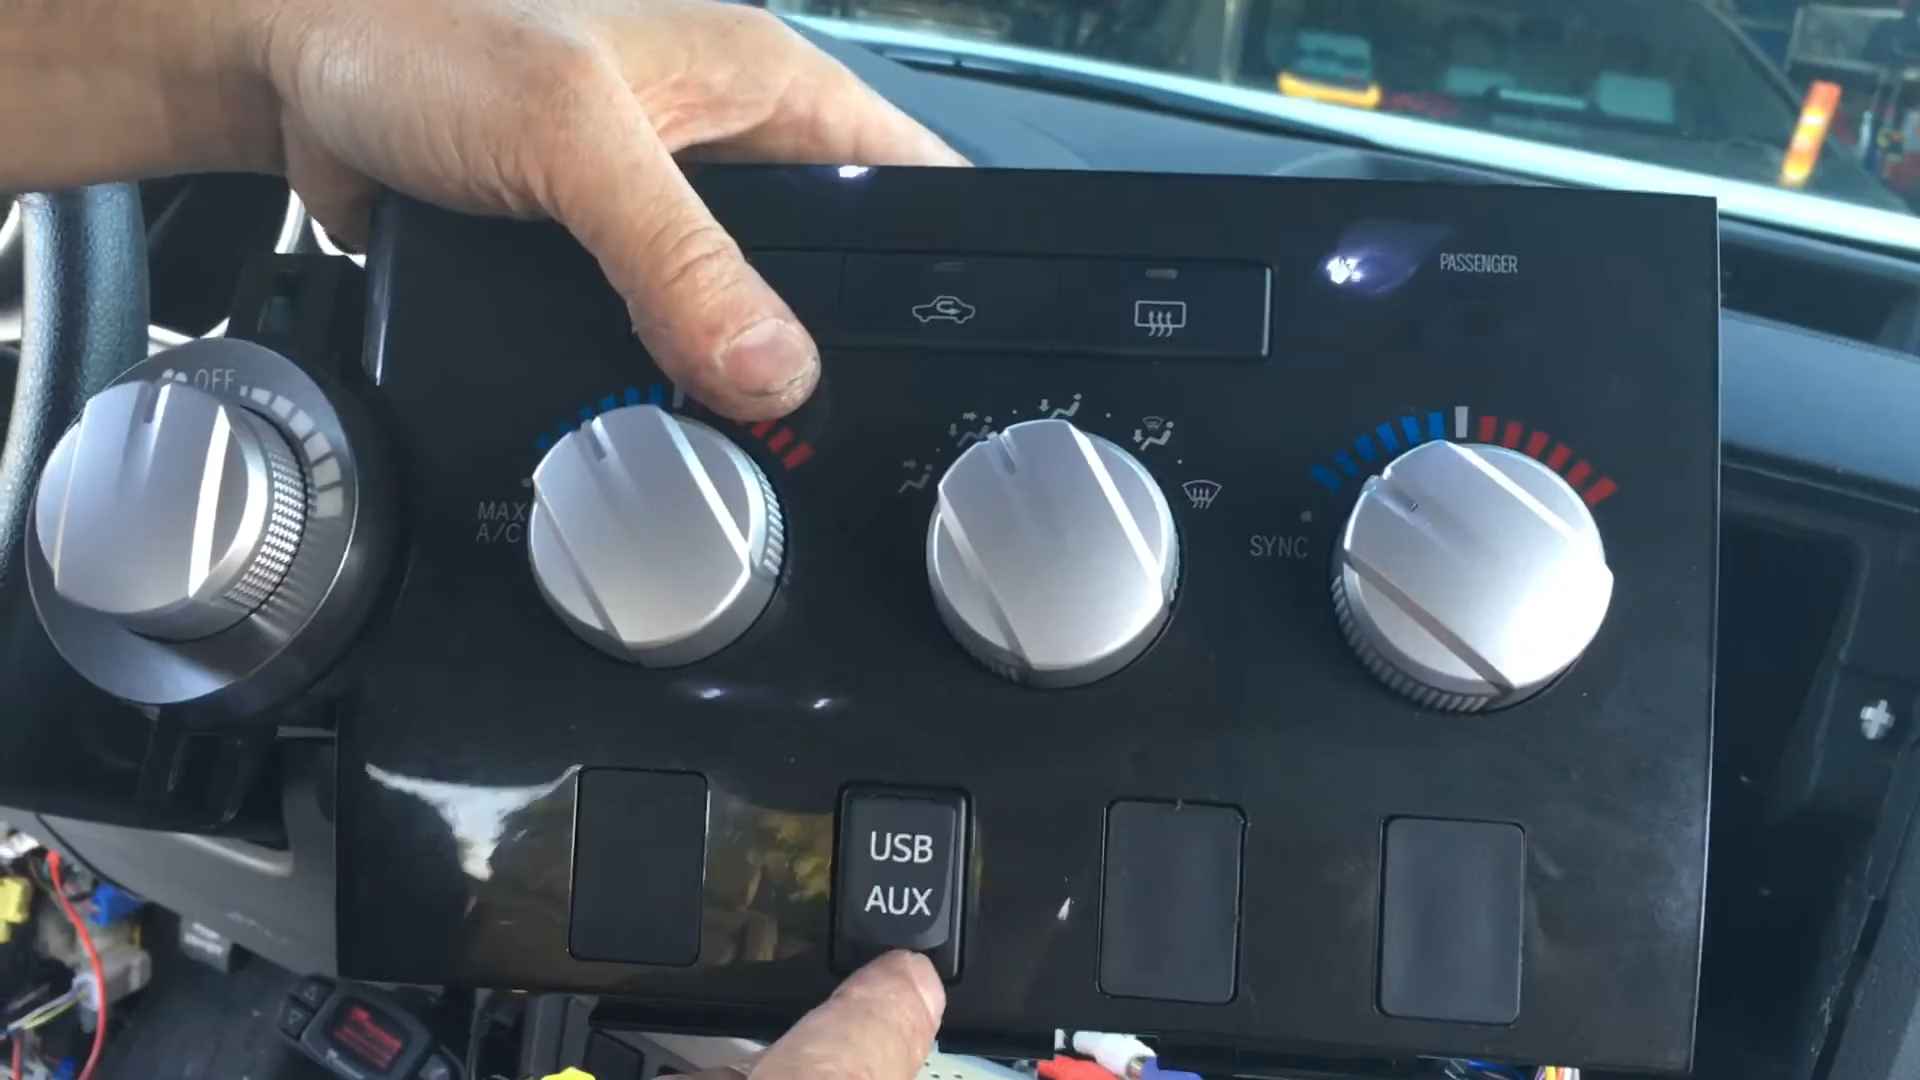 PASSENGER
OFF
MAX
A/C
SYNC
USB
AUX